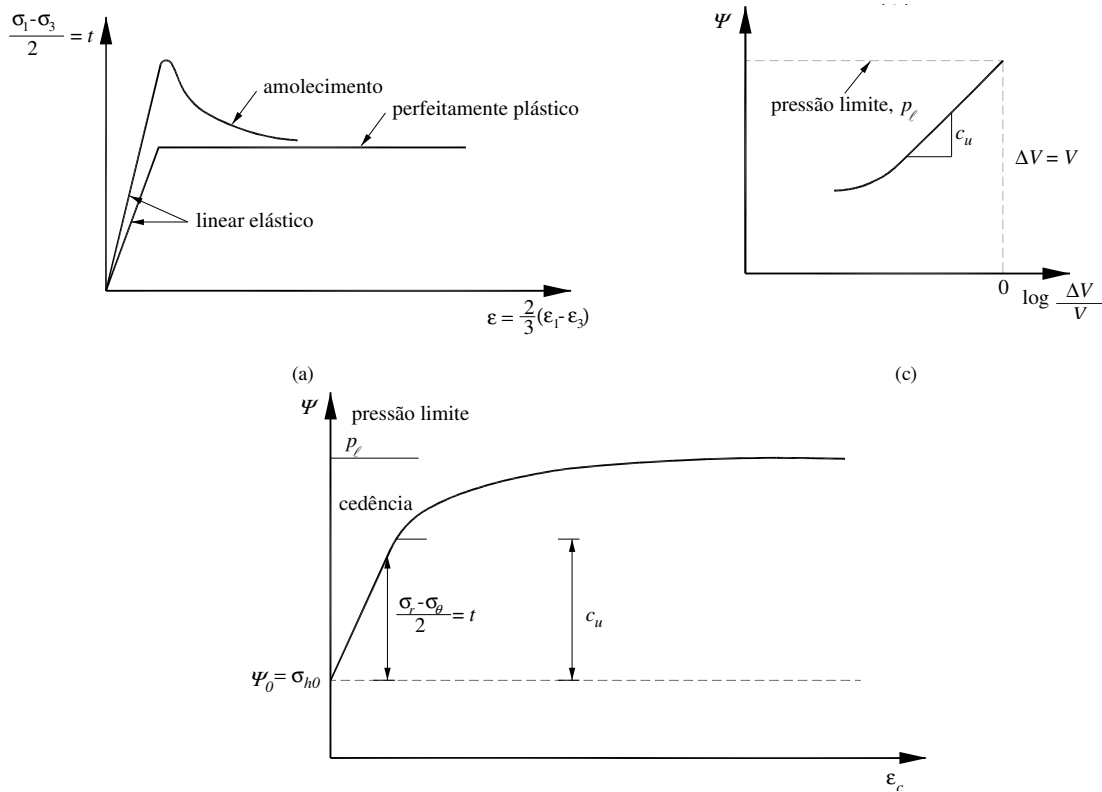 σ1-σ3
2
= t
amolecimento
perfeitamente plástico
linear elástico
ε = 2/3 (ε1-ε3)
(a)
Ψ
pressão limite, pℓ
cu
ΔV = V
0
log ΔV/V
(c)
Ψ
pressão limite
pℓ
cedência
σr-σθ
2
= t
cu
Ψ0 = σh0
εc